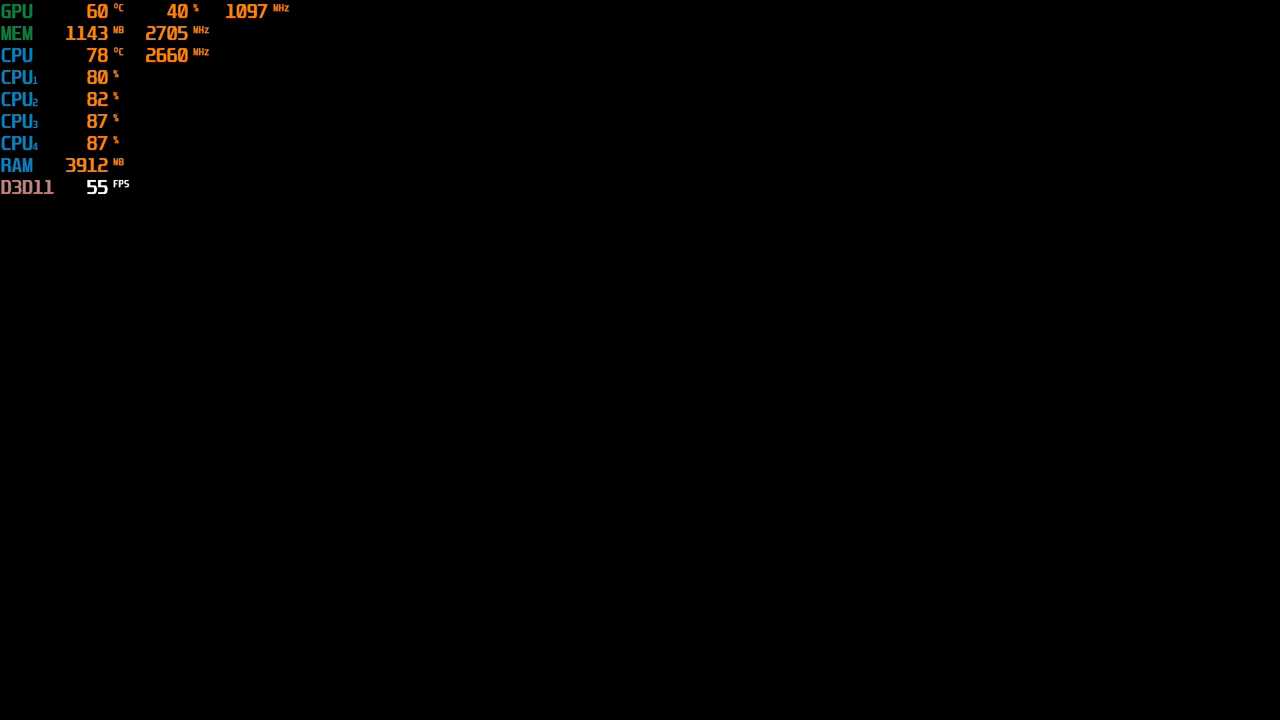 GPU 60 °C 40 % 1097 MHz
MEM 1143 MB 2705 MHz
CPU 78 °C 2660 MHz
CPU1 80 %
CPU2 82 %
CPU3 87 %
CPU4 87 %
RAM 3912 MB
D3D11 55 FPS